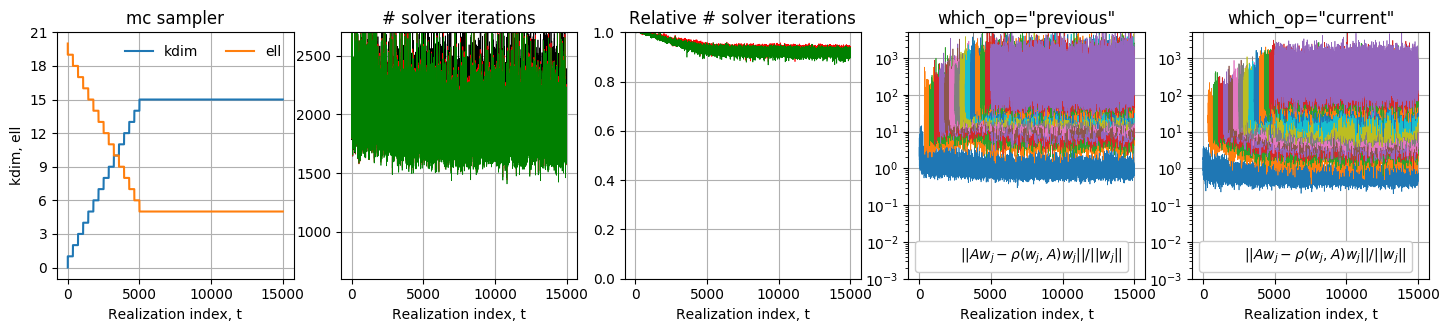 mc sampler
kdim
ell
21
18
15
12
9
6
3
0
kdim, ell
0 5000 10000 15000
Realization index, t
# solver iterations
2500
2000
1500
1000
0 5000 10000 15000
Realization index, t
Relative # solver iterations
1.0
0.8
0.6
0.4
0.2
0.0
0 5000 10000 15000
Realization index, t
which_op="previous"
10³
10²
10¹
10⁰
10⁻¹
10⁻²
10⁻³
||Awⱼ − ρ(wⱼ, A)wⱼ||/||wⱼ||
0 5000 10000 15000
Realization index, t
which_op="current"
10³
10²
10¹
10⁰
10⁻¹
10⁻²
10⁻³
||Awⱼ − ρ(wⱼ, A)wⱼ||/||wⱼ||
0 5000 10000 15000
Realization index, t